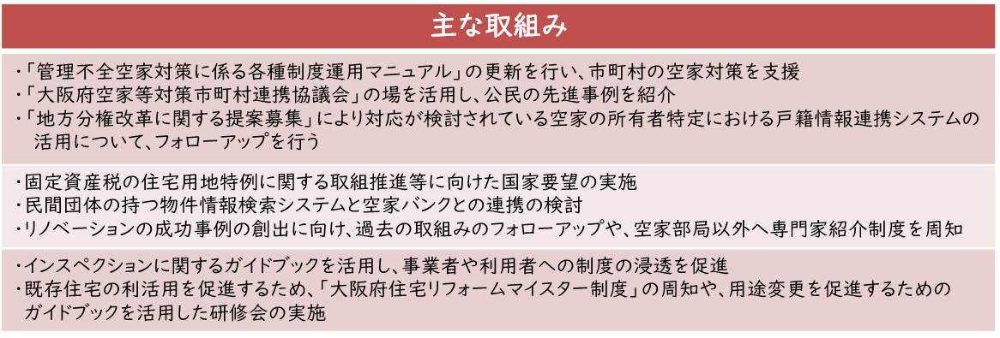 主な取組み
・「管理不全空家対策に係る各種制度運用マニュアル」の更新を行い、市町村の空家対策を支援
・「大阪府空家等対策市町村連携協議会」の場を活用し、公民の先進事例を紹介
・「地方分権改革に関する提案募集」により対応が検討されている空家の所有者特定における戸籍情報連携システムの
活用について、フォローアップを行う
・固定資産税の住宅用地特例に関する取組推進等に向けた国家要望の実施
・民間団体の持つ物件情報検索システムと空家バンクとの連携の検討
・リノベーションの成功事例の創出に向け、過去の取組みのフォローアップや、空家部局以外へ専門家紹介制度を周知
・インスペクションに関するガイドブックを活用し、事業者や利用者への制度の浸透を促進
・既存住宅の利活用を促進するため、「大阪府住宅リフォームマイスター制度」の周知や、用途変更を促進するための
ガイドブックを活用した研修会の実施